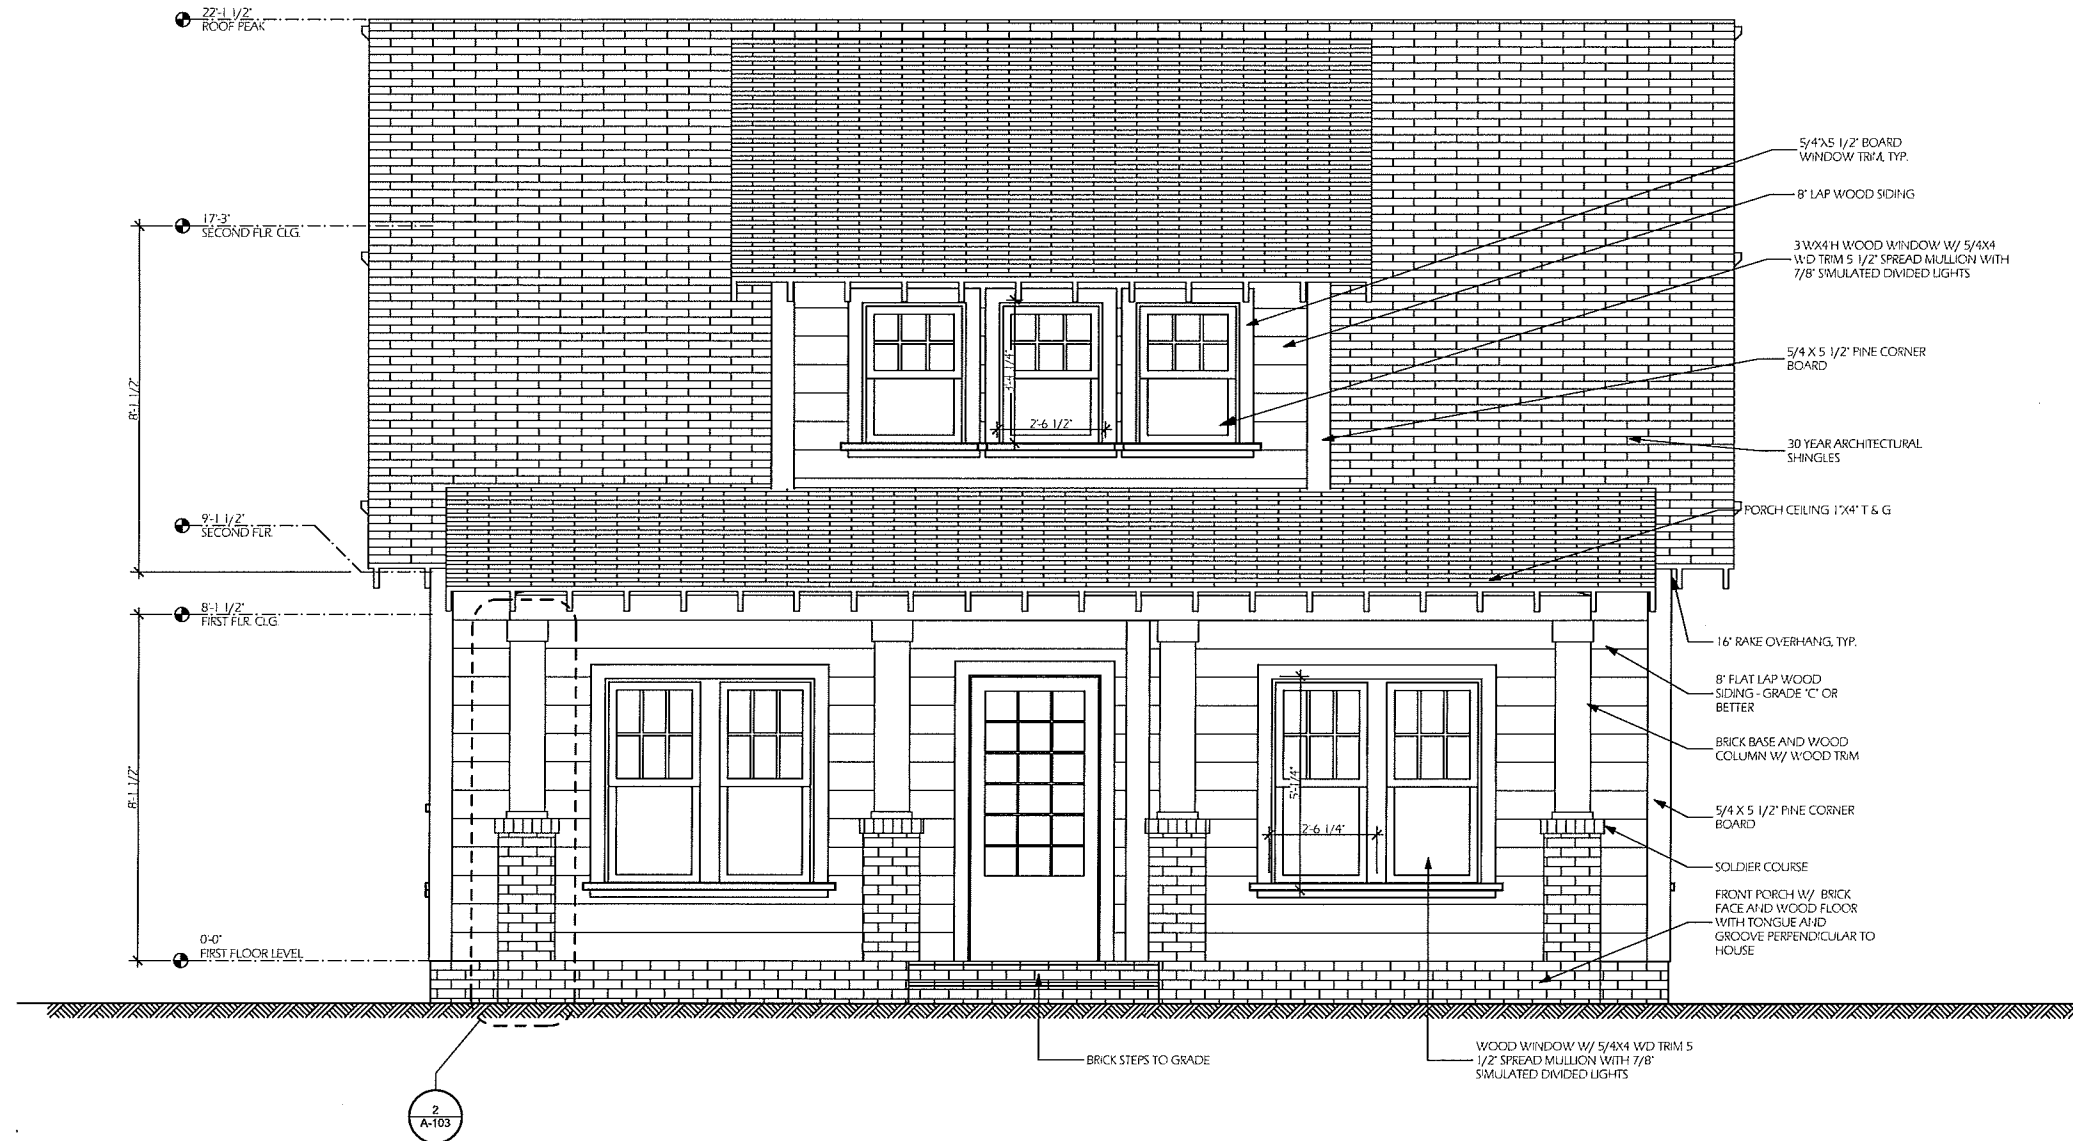 22'-1 1/2"
ROOF PEAK
17'-3"
SECOND FLR. CLG.
8'-1 1/2"
9'-1 1/2"
SECOND FLR.
8'-1 1/2"
FIRST FLR. CLG.
8'-1 1/2"
0'-0"
FIRST FLOOR LEVEL
2'-6 1/2"
5'-1/4"
2'-6 1/4"
5/4"X5 1/2" BOARD
WINDOW TRIM, TYP.
8" LAP WOOD SIDING
3'WX4'H WOOD WINDOW W/ 5/4X4
WD TRIM 5 1/2" SPREAD MULLION WITH
7/8" SIMULATED DIVIDED LIGHTS
5/4 X 5 1/2" PINE CORNER
BOARD
30 YEAR ARCHITECTURAL
SHINGLES
PORCH CEILING 1"X4" T & G
16" RAKE OVERHANG, TYP.
8" FLAT LAP WOOD
SIDING - GRADE "C" OR
BETTER
BRICK BASE AND WOOD
COLUMN W/ WOOD TRIM
5/4 X 5 1/2" PINE CORNER
BOARD
SOLDIER COURSE
FRONT PORCH W/ BRICK
FACE AND WOOD FLOOR
WITH TONGUE AND
GROOVE PERPENDICULAR TO
HOUSE
BRICK STEPS TO GRADE
WOOD WINDOW W/ 5/4X4 WD TRIM 5
1/2" SPREAD MULLION WITH 7/8"
SIMULATED DIVIDED LIGHTS
2
A-103